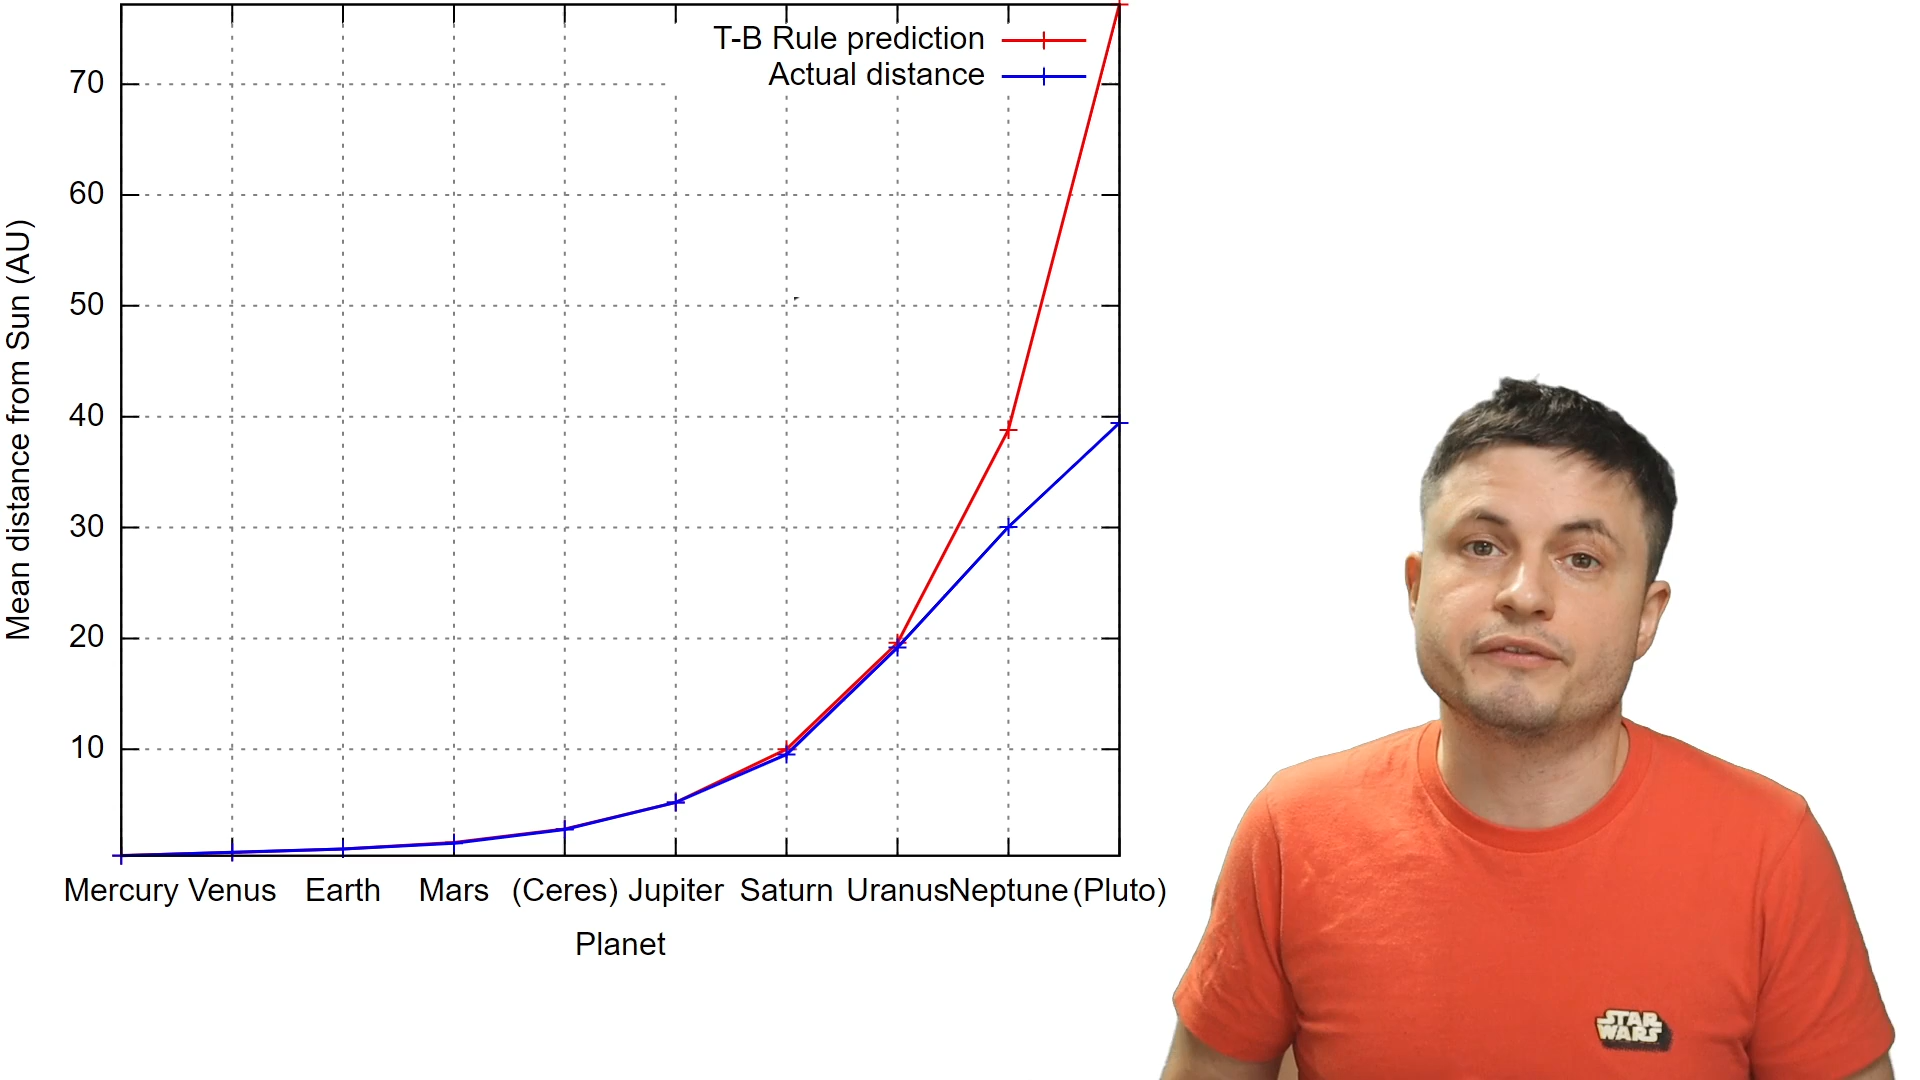 T-B Rule prediction
Actual distance
70
60
50
40
30
20
10
Mean distance from Sun (AU)
Mercury Venus Earth Mars (Ceres) Jupiter Saturn Uranus Neptune (Pluto)
Planet
STAR
WARS